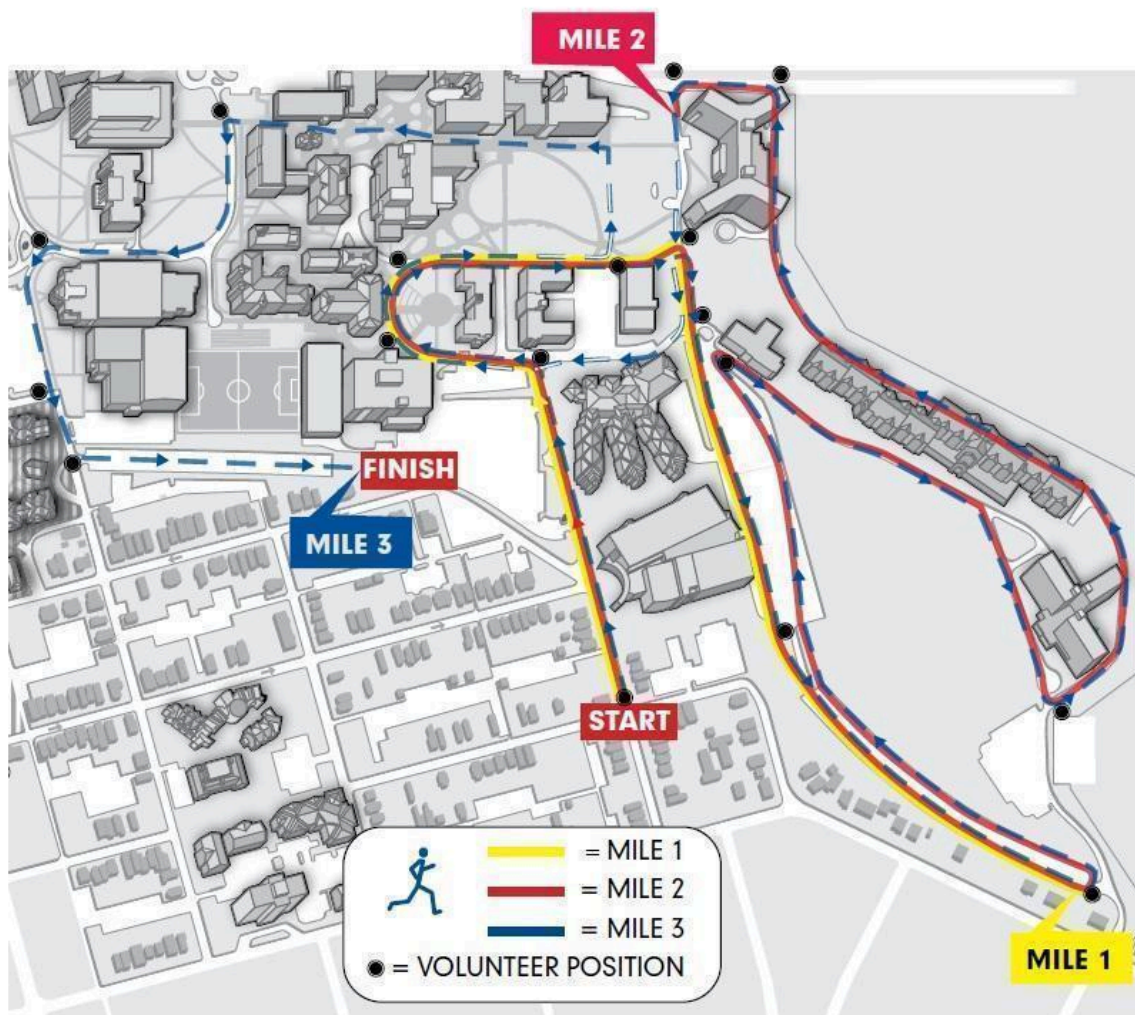 MILE 2
FINISH
MILE 3
START
= MILE 1
= MILE 2
= MILE 3
= VOLUNTEER POSITION
MILE 1